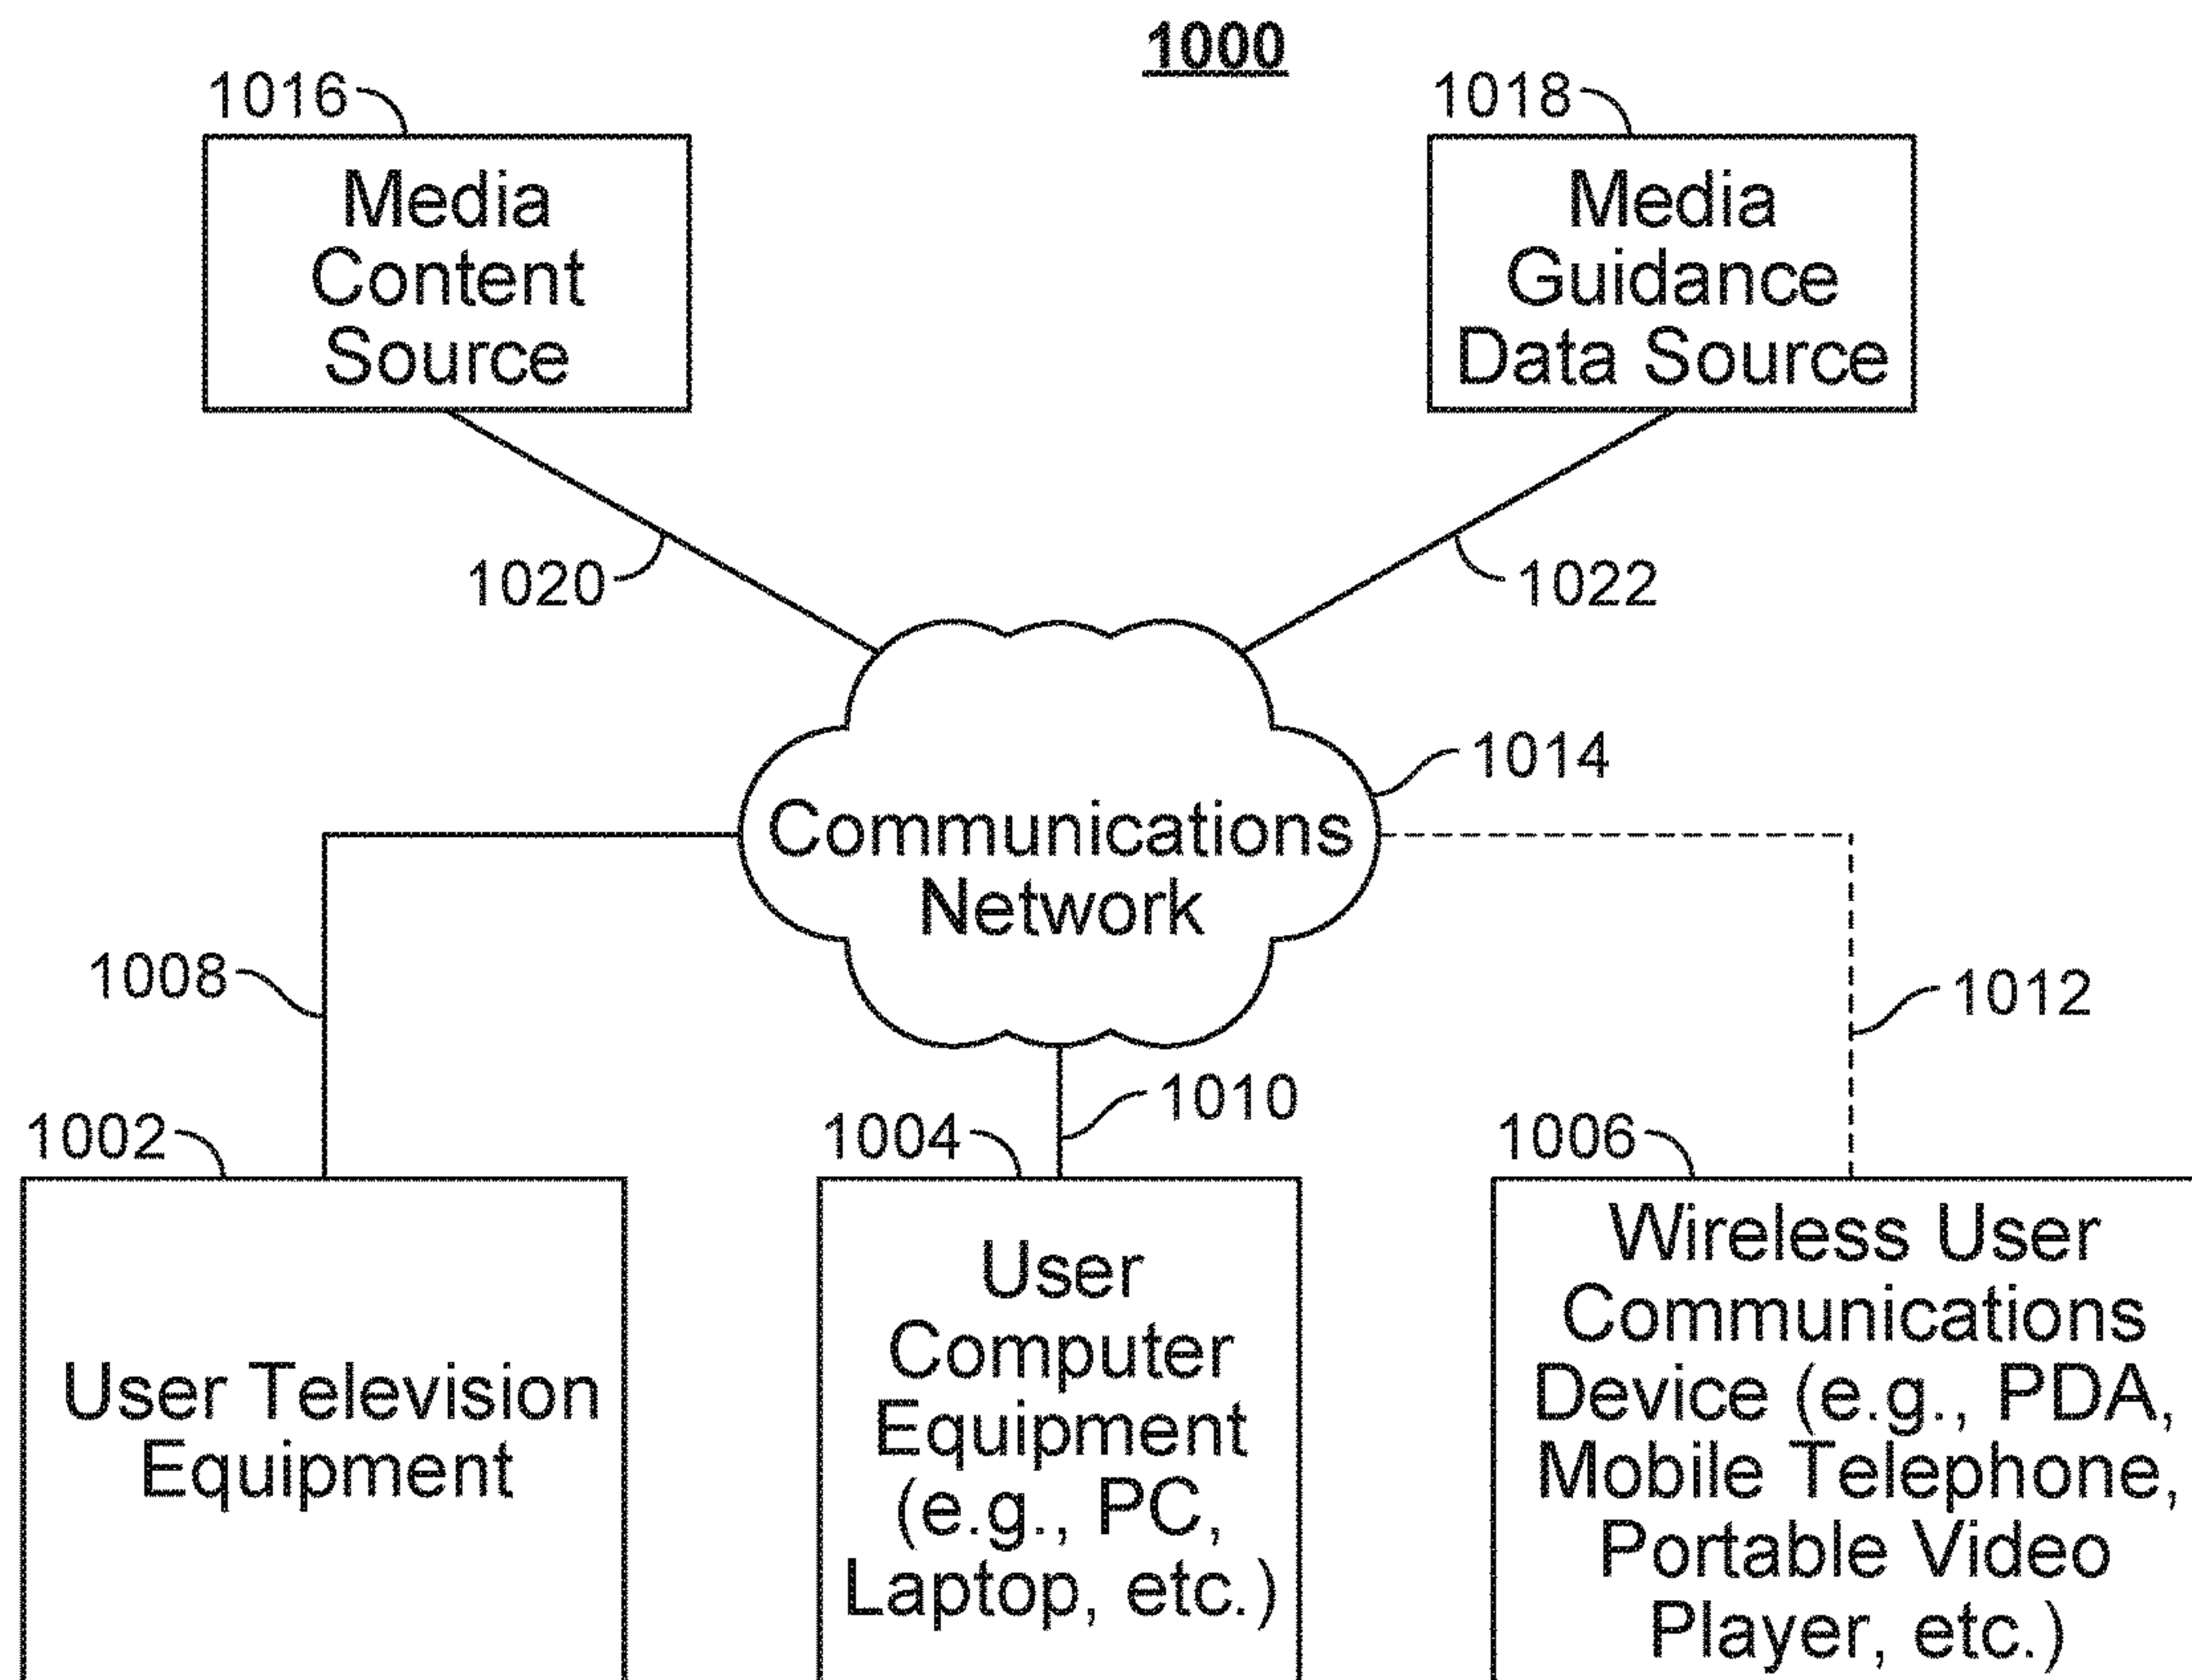 1000
1016
1018
Media
Content
Source
Media
Guidance
Data Source
1020
1022
1014
Communications
Network
1008
1012
1010
1002
1004
1006
User Television
Equipment
User
Computer
Equipment
(e.g., PC,
Laptop, etc.)
Wireless User
Communications
Device (e.g., PDA,
Mobile Telephone,
Portable Video
Player, etc.)